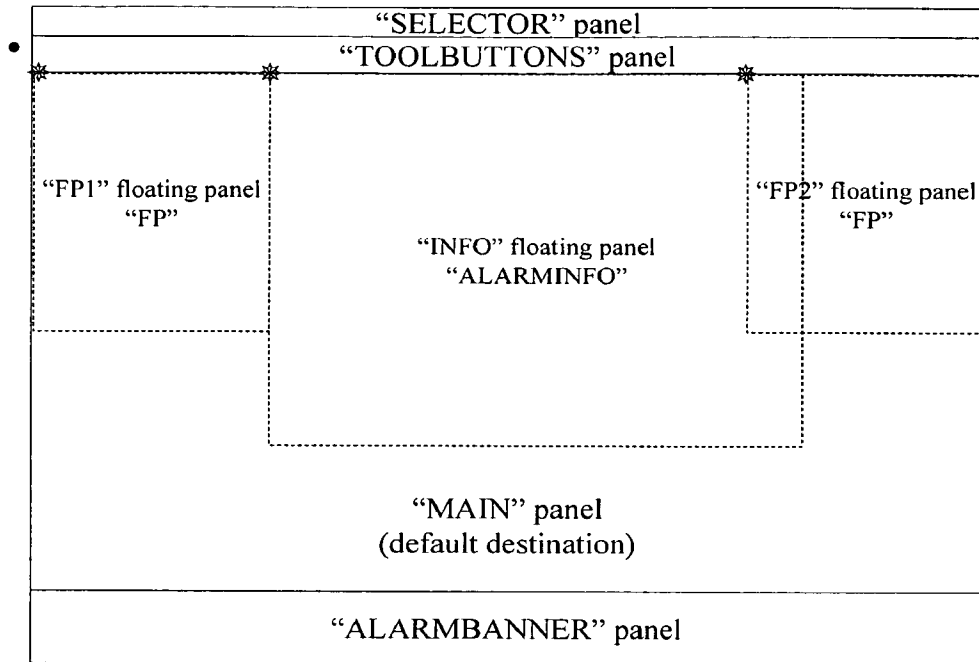 “SELECTOR” panel
“TOOLBUTTONS” panel
“FP1” floating panel
“FP”
“FP2” floating panel
“FP”
“INFO” floating panel
“ALARMINFO”
“MAIN” panel
(default destination)
“ALARMBANNER” panel